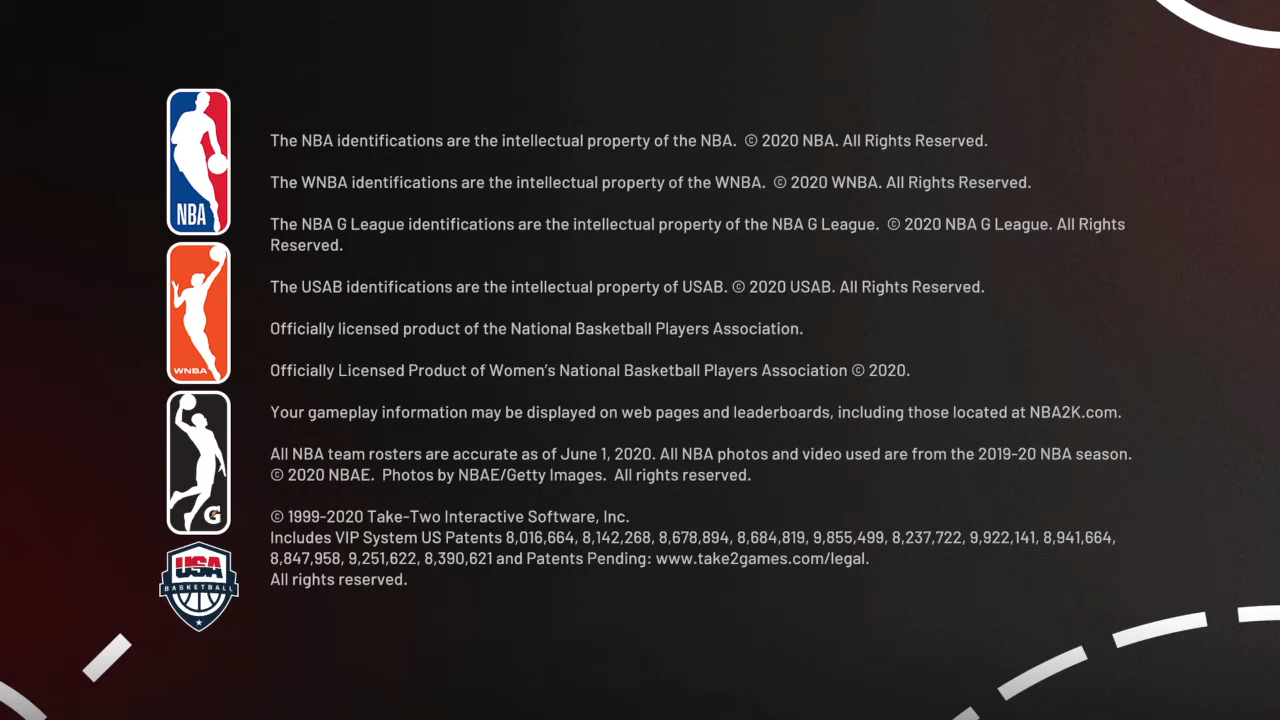 NBA
The NBA identifications are the intellectual property of the NBA.  © 2020 NBA. All Rights Reserved.
The WNBA identifications are the intellectual property of the WNBA.  © 2020 WNBA. All Rights Reserved.
The NBA G League identifications are the intellectual property of the NBA G League.  © 2020 NBA G League. All Rights
Reserved.
WNBA
The USAB identifications are the intellectual property of USAB. © 2020 USAB. All Rights Reserved.
Officially licensed product of the National Basketball Players Association.
Officially Licensed Product of Women’s National Basketball Players Association © 2020.
Your gameplay information may be displayed on web pages and leaderboards, including those located at NBA2K.com.
All NBA team rosters are accurate as of June 1, 2020. All NBA photos and video used are from the 2019-20 NBA season.
© 2020 NBAE.  Photos by NBAE/Getty Images.  All rights reserved.
G
© 1999-2020 Take-Two Interactive Software, Inc.
Includes VIP System US Patents 8,016,664, 8,142,268, 8,678,894, 8,684,819, 9,855,499, 8,237,722, 9,922,141, 8,941,664,
8,847,958, 9,251,622, 8,390,621 and Patents Pending: www.take2games.com/legal.
All rights reserved.
USA
BASKETBALL